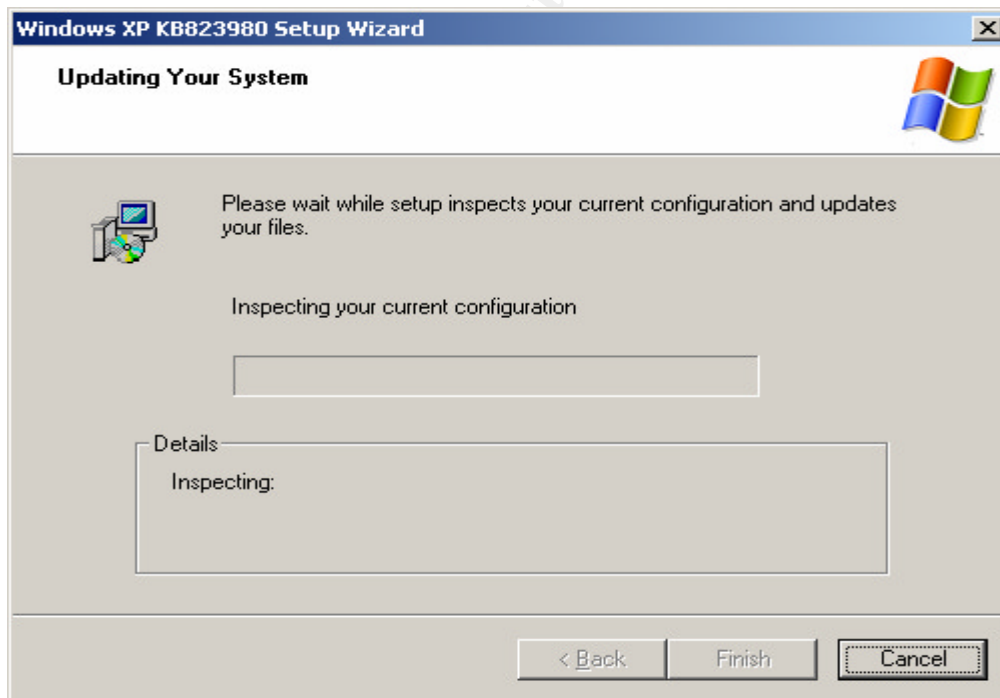 Windows XP KB823980 Setup Wizard
Updating Your System
Please wait while setup inspects your current configuration and updates
your files.
Inspecting your current configuration
Details
Inspecting:
< Back
Finish
Cancel